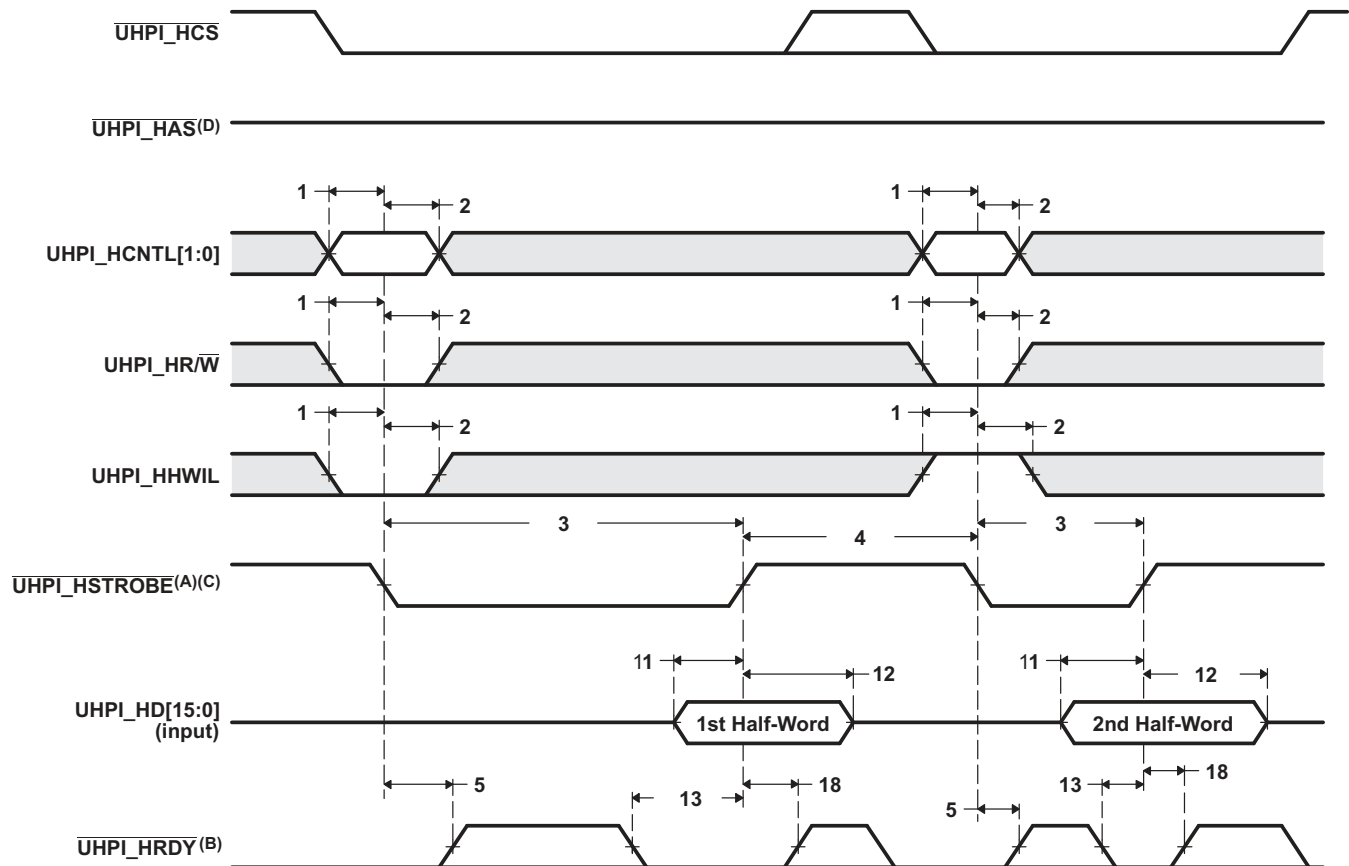 UHPI_HCS
UHPI_HAS(D)
1
2
1
2
UHPI_HCNTL[1:0]
1
2
1
2
UHPI_HR/W
1
2
1
2
UHPI_HHWIL
3
4
3
UHPI_HSTROBE(A)(C)
11
12
11
12
UHPI_HD[15:0]
(input)
1st Half-Word
2nd Half-Word
5
13
18
5
13
18
UHPI_HRDY(B)